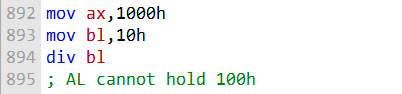 892 mov ax,1000h
893 mov bl,10h
894 div bl
895 ; AL cannot hold 100h